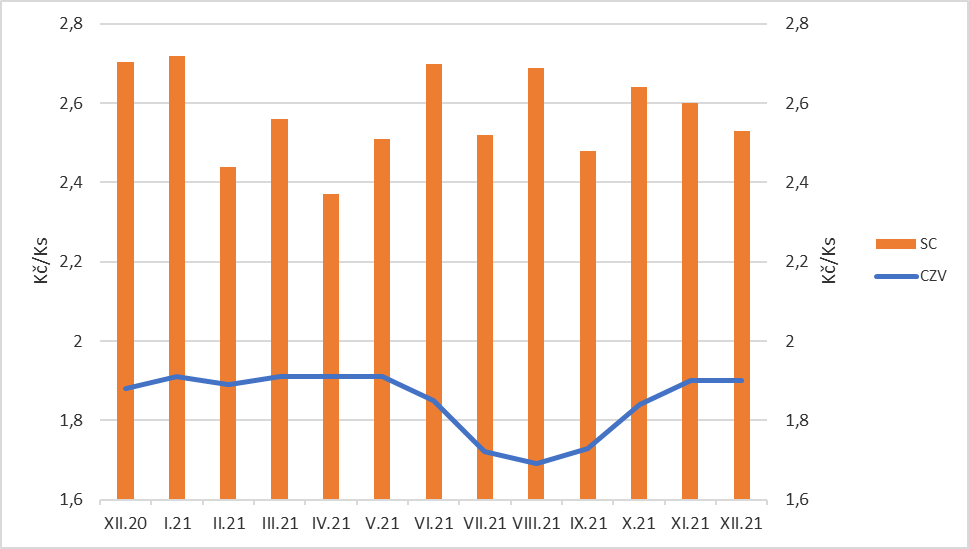 2,8
2,6
2,4
2,2
2
1,8
1,6
Kč/Ks
XII.20 I.21 II.21 III.21 IV.21 V.21 VI.21 VII.21 VIII.21 IX.21 X.21 XI.21 XII.21
2,8
2,6
2,4
2,2
2
1,8
1,6
Kč/Ks
SC
CZV